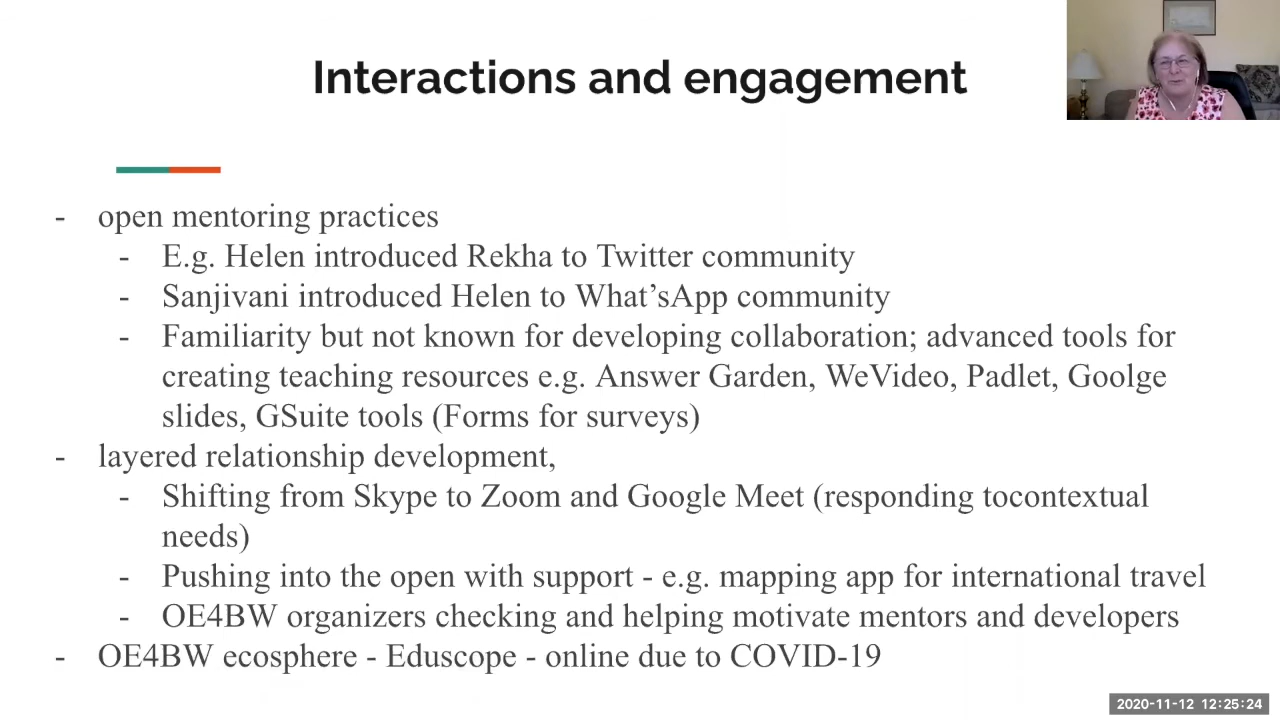 Interactions and engagement
- open mentoring practices
- E.g. Helen introduced Rekha to Twitter community
- Sanjivani introduced Helen to What’sApp community
- Familiarity but not known for developing collaboration; advanced tools for
creating teaching resources e.g. Answer Garden, WeVideo, Padlet, Goolge
slides, GSuite tools (Forms for surveys)
- layered relationship development,
- Shifting from Skype to Zoom and Google Meet (responding tocontextual
needs)
- Pushing into the open with support - e.g. mapping app for international travel
- OE4BW organizers checking and helping motivate mentors and developers
- OE4BW ecosphere - Eduscope - online due to COVID-19
2020-11-12 12:25:24